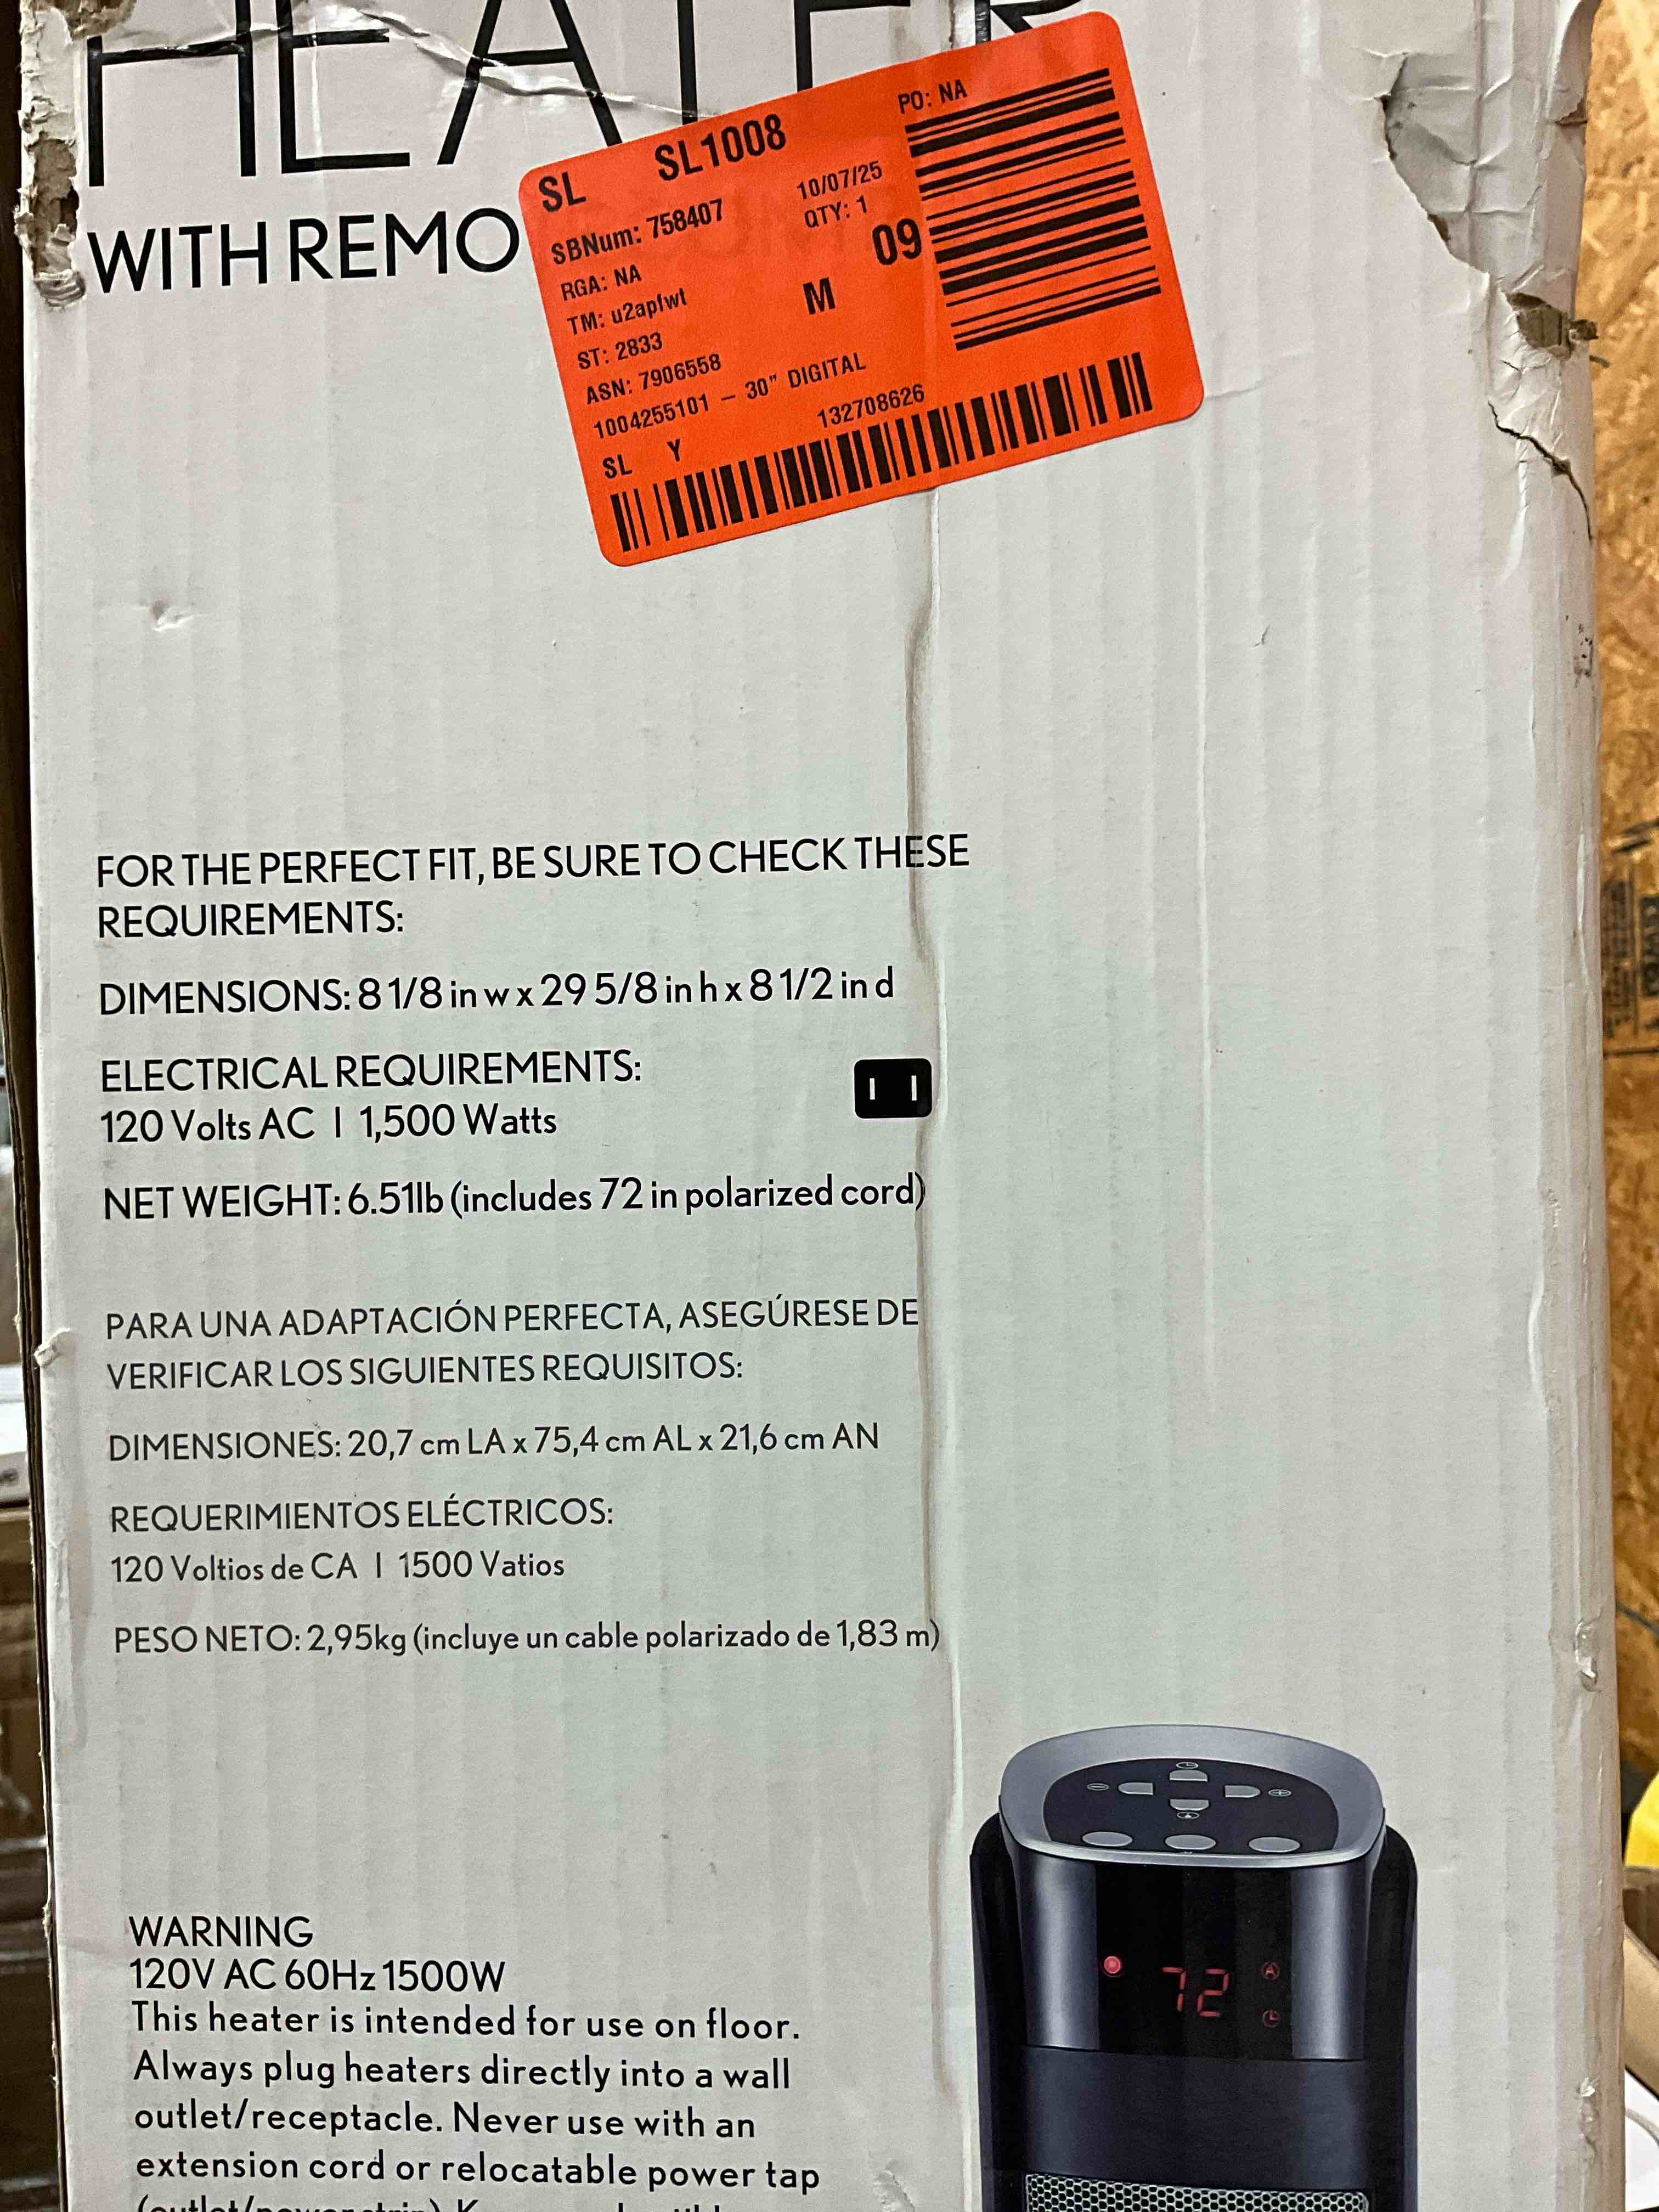 HEATER
WITH REMO
SL SL1008 PO: NA
SBNum: 758407 10/07/25
RGA: NA QTY: 1
TM: u2apfwt M 09
ST: 2833
ASN: 7906558
1004255101 – 30" DIGITAL
SL Y 132708626
FOR THE PERFECT FIT, BE SURE TO CHECK THESE
REQUIREMENTS:
DIMENSIONS: 8 1/8 in w x 29 5/8 in h x 8 1/2 in d
ELECTRICAL REQUIREMENTS:
120 Volts AC | 1,500 Watts
NET WEIGHT: 6.51lb (includes 72 in polarized cord)
PARA UNA ADAPTACIÓN PERFECTA, ASEGÚRESE DE
VERIFICAR LOS SIGUIENTES REQUISITOS:
DIMENSIONES: 20,7 cm LA x 75,4 cm AL x 21,6 cm AN
REQUERIMIENTOS ELÉCTRICOS:
120 Voltios de CA | 1500 Vatios
PESO NETO: 2,95kg (incluye un cable polarizado de 1,83 m)
72
WARNING
120V AC 60Hz 1500W
This heater is intended for use on floor.
Always plug heaters directly into a wall
outlet/receptacle. Never use with an
extension cord or relocatable power tap